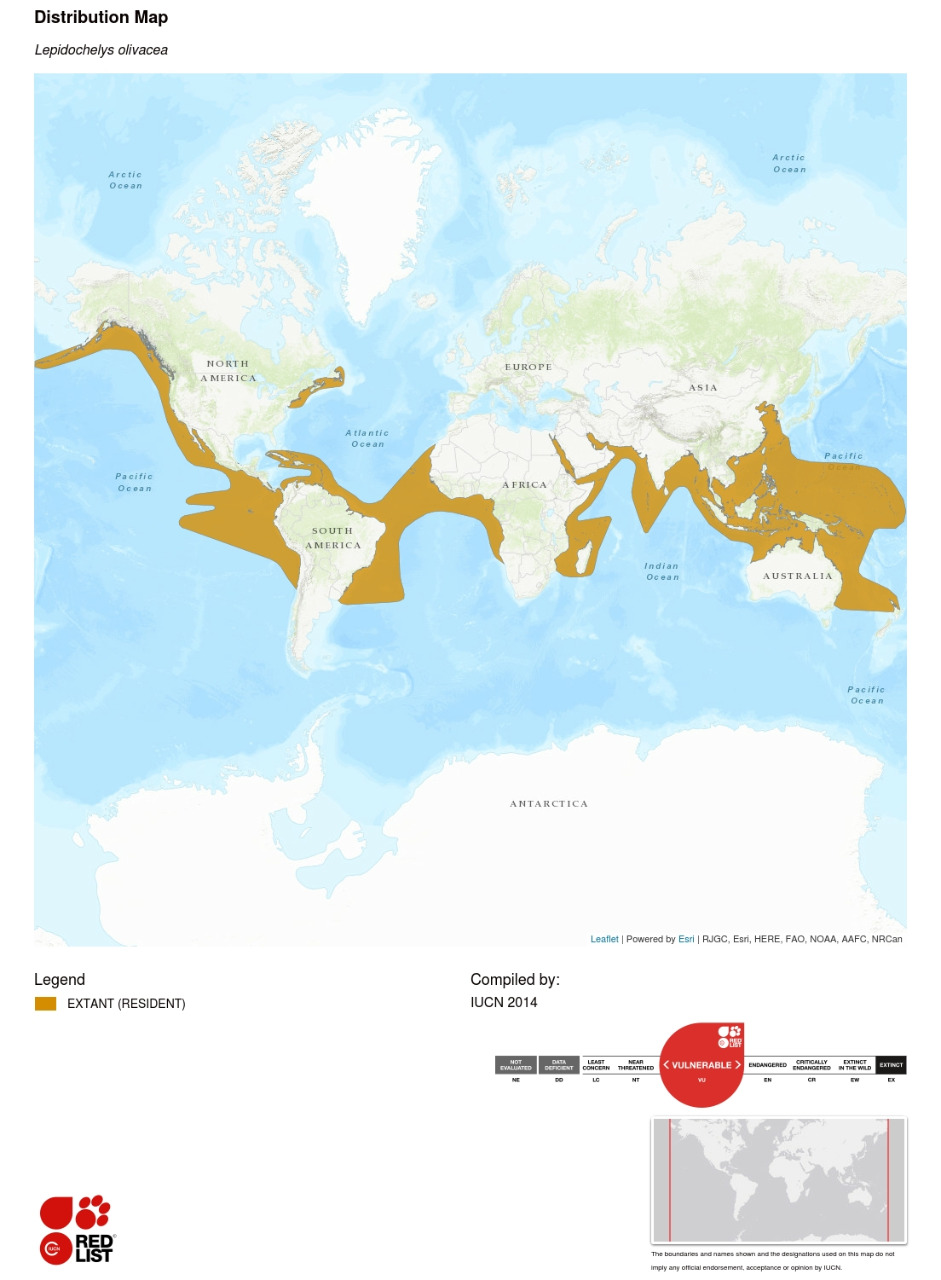 Distribution Map
Lepidochelys olivacea
Arctic
Ocean
Arctic
Ocean
NORTH
AMERICA
EUROPE
ASIA
Atlantic
Ocean
Pacific
Ocean
Pacific
Ocean
AFRICA
SOUTH
AMERICA
Indian
Ocean
AUSTRALIA
Pacific
Ocean
ANTARCTICA
Leaflet | Powered by Esri | RJGC, Esri, HERE, FAO, NOAA, AAFC, NRCan
Legend
EXTANT (RESIDENT)
Compiled by:
IUCN 2014
RED
LIST
NOT
EVALUATED
DATA
DEFICIENT
LEAST
CONCERN
NEAR
THREATENED
< VULNERABLE >
ENDANGERED
CRITICALLY
ENDANGERED
EXTINCT
IN THE WILD
EXTINCT
NE DD LC NT VU EN CR EW EX
IUCN
RED
LIST
The boundaries and names shown and the designations used on this map do not
imply any official endorsement, acceptance or opinion by IUCN.